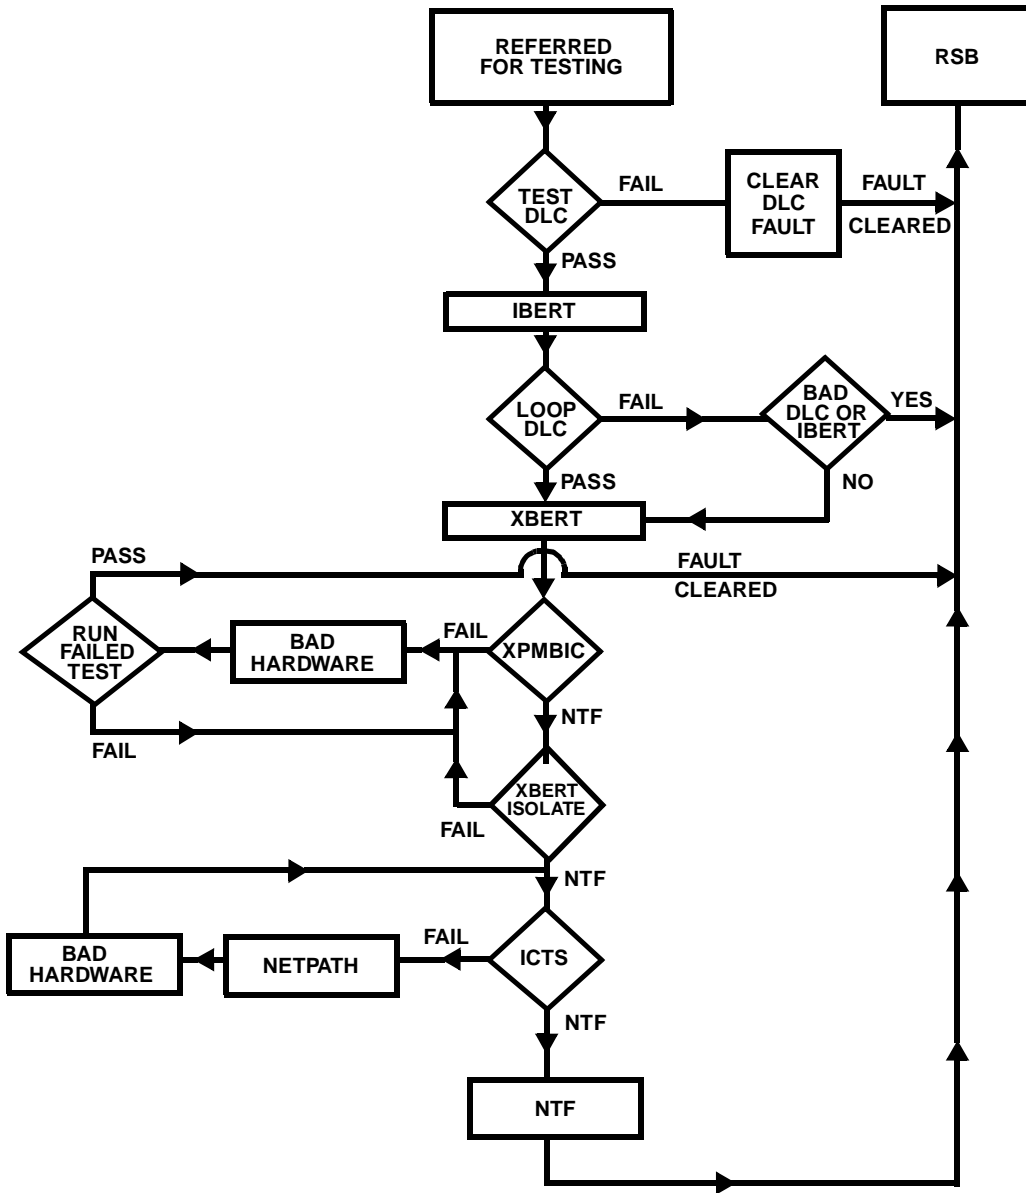 REFERRED
FOR TESTING
RSB
TEST
DLC
FAIL
CLEAR
DLC
FAULT
FAULT
CLEARED
PASS
IBERT
LOOP
DLC
FAIL
BAD
DLC OR
IBERT
YES
PASS
NO
XBERT
PASS
FAULT
CLEARED
RUN
FAILED
TEST
BAD
HARDWARE
FAIL
XPMBIC
NTF
FAIL
XBERT
ISOLATE
FAIL
NTF
BAD
HARDWARE
NETPATH
FAIL
ICTS
NTF
NTF